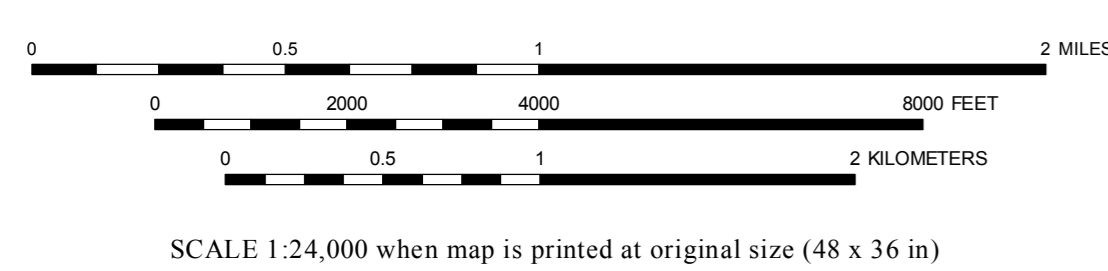 0 0.5 1 2 MILES
0 2000 4000 8000 FEET
0 0.5 1 2 KILOMETERS
SCALE 1:24,000 when map is printed at original size (48 x 36 in)